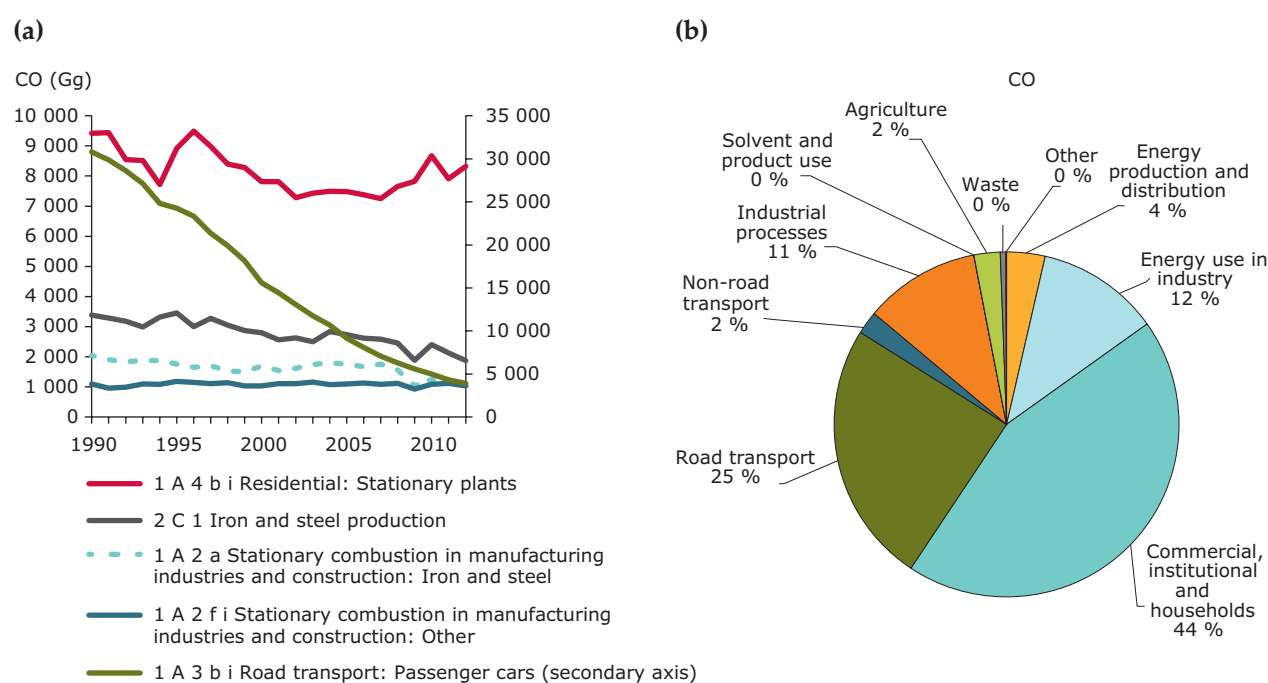 (a)
CO (Gg)
10 000
9 000
8 000
7 000
6 000
5 000
4 000
3 000
2 000
1 000
0
35 000
30 000
25 000
20 000
15 000
10 000
5 000
0
1990
1995
2000
2005
2010
1 A 4 b i Residential: Stationary plants
2 C 1 Iron and steel production
1 A 2 a Stationary combustion in manufacturing
industries and construction: Iron and steel
1 A 2 f i Stationary combustion in manufacturing
industries and construction: Other
1 A 3 b i Road transport: Passenger cars (secondary axis)
(b)
CO
Agriculture
2 %
Solvent and
product use
0 %
Waste
0 %
Other
0 %
Energy
production and
distribution
4 %
Industrial
processes
11 %
Energy use in
industry
12 %
Non-road
transport
2 %
Road transport
25 %
Commercial,
institutional
and
households
44 %